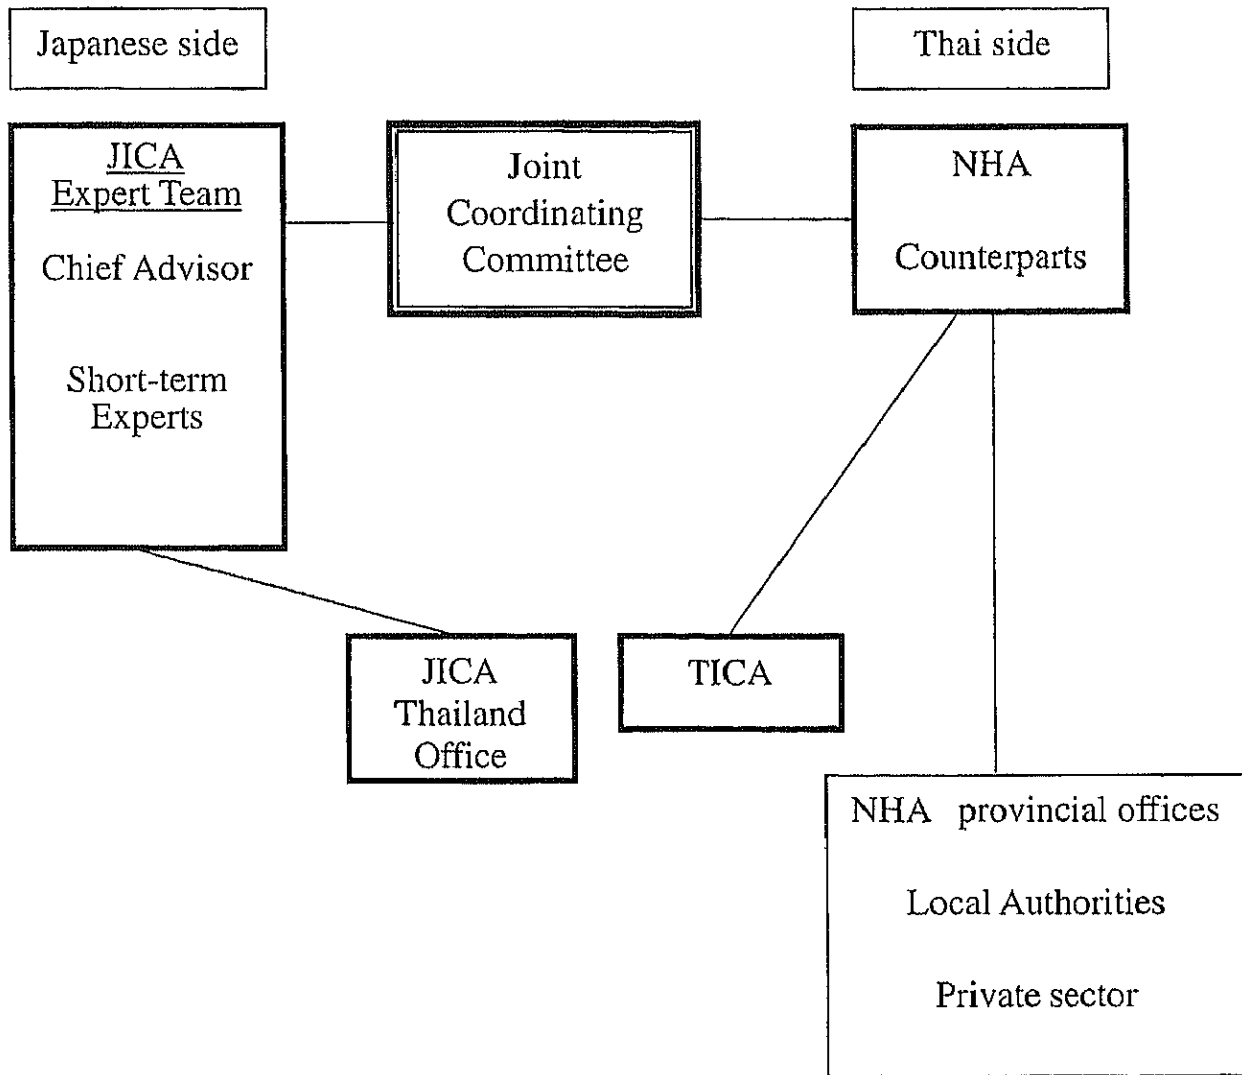 Japanese side
Thai side
JICA
Expert Team
Chief Advisor
Short-term
Experts
Joint
Coordinating
Committee
NHA
Counterparts
JICA
Thailand
Office
TICA
NHA provincial offices
Local Authorities
Private sector